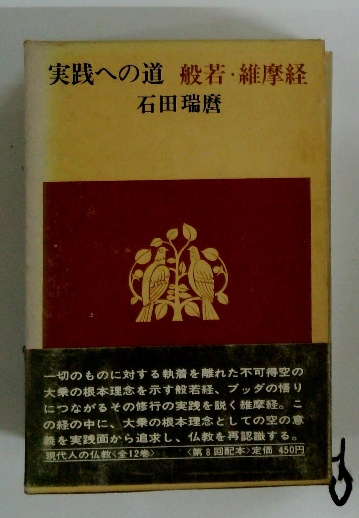 実践への道 般若・維摩経
石田瑞麿
一切のものに対する執着を離れた不可得空の
大乗の根本理念を示す般若経、ブッダの悟り
につながるその修行の実践を説く維摩経。こ
の経の中に、大乗の根本理念としての空の意
義を実践面から追求し、仏教を再認識する。
現代人の仏教〈全12巻〉 〈第8回配本〉定価 450円